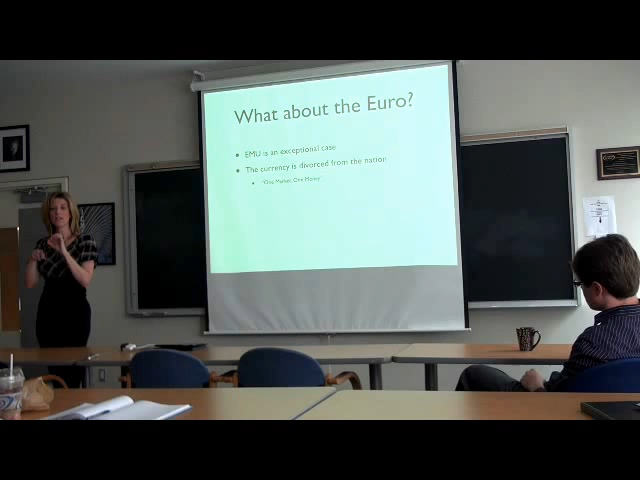 What about the Euro?
• EMU is an exceptional case
• The currency is divorced from the nation
• "One Market, One Money"